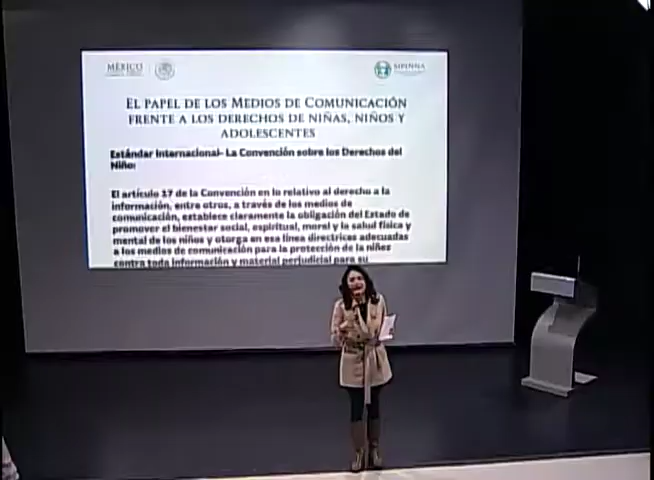 MÉXICO
SIPINNA
EL PAPEL DE LOS MEDIOS DE COMUNICACIÓN
FRENTE A LOS DERECHOS DE NIÑAS, NIÑOS Y
ADOLESCENTES
Estándar Internacional- La Convención sobre los Derechos del
Niño:
El artículo 17 de la Convención en lo relativo al derecho a la
información, entre otros, a través de los medios de
comunicación, establece claramente la obligación del Estado de
promover el bienestar social, espiritual, moral y la salud física y
mental de los niños y otorga en esa línea directrices adecuadas
a los medios de comunicación para la protección de la niñez
contra toda información y material perjudicial para su